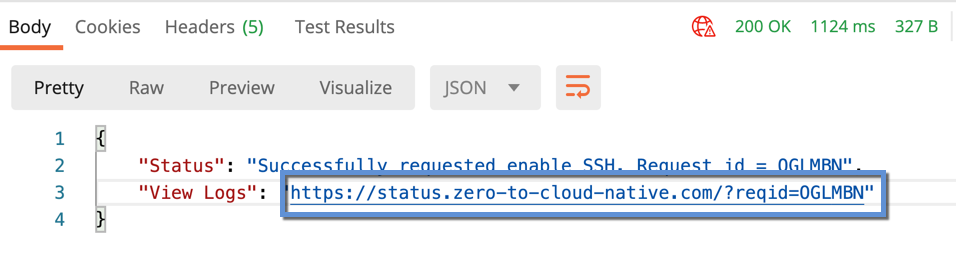 Body Cookies Headers (5) Test Results 200 OK 1124 ms 327 B
Pretty Raw Preview Visualize JSON
1 {
2 "Status": "Successfully requested enable SSH. Request id = OGLMBN",
3 "View Logs": "https://status.zero-to-cloud-native.com/?reqid=OGLMBN"
4 }